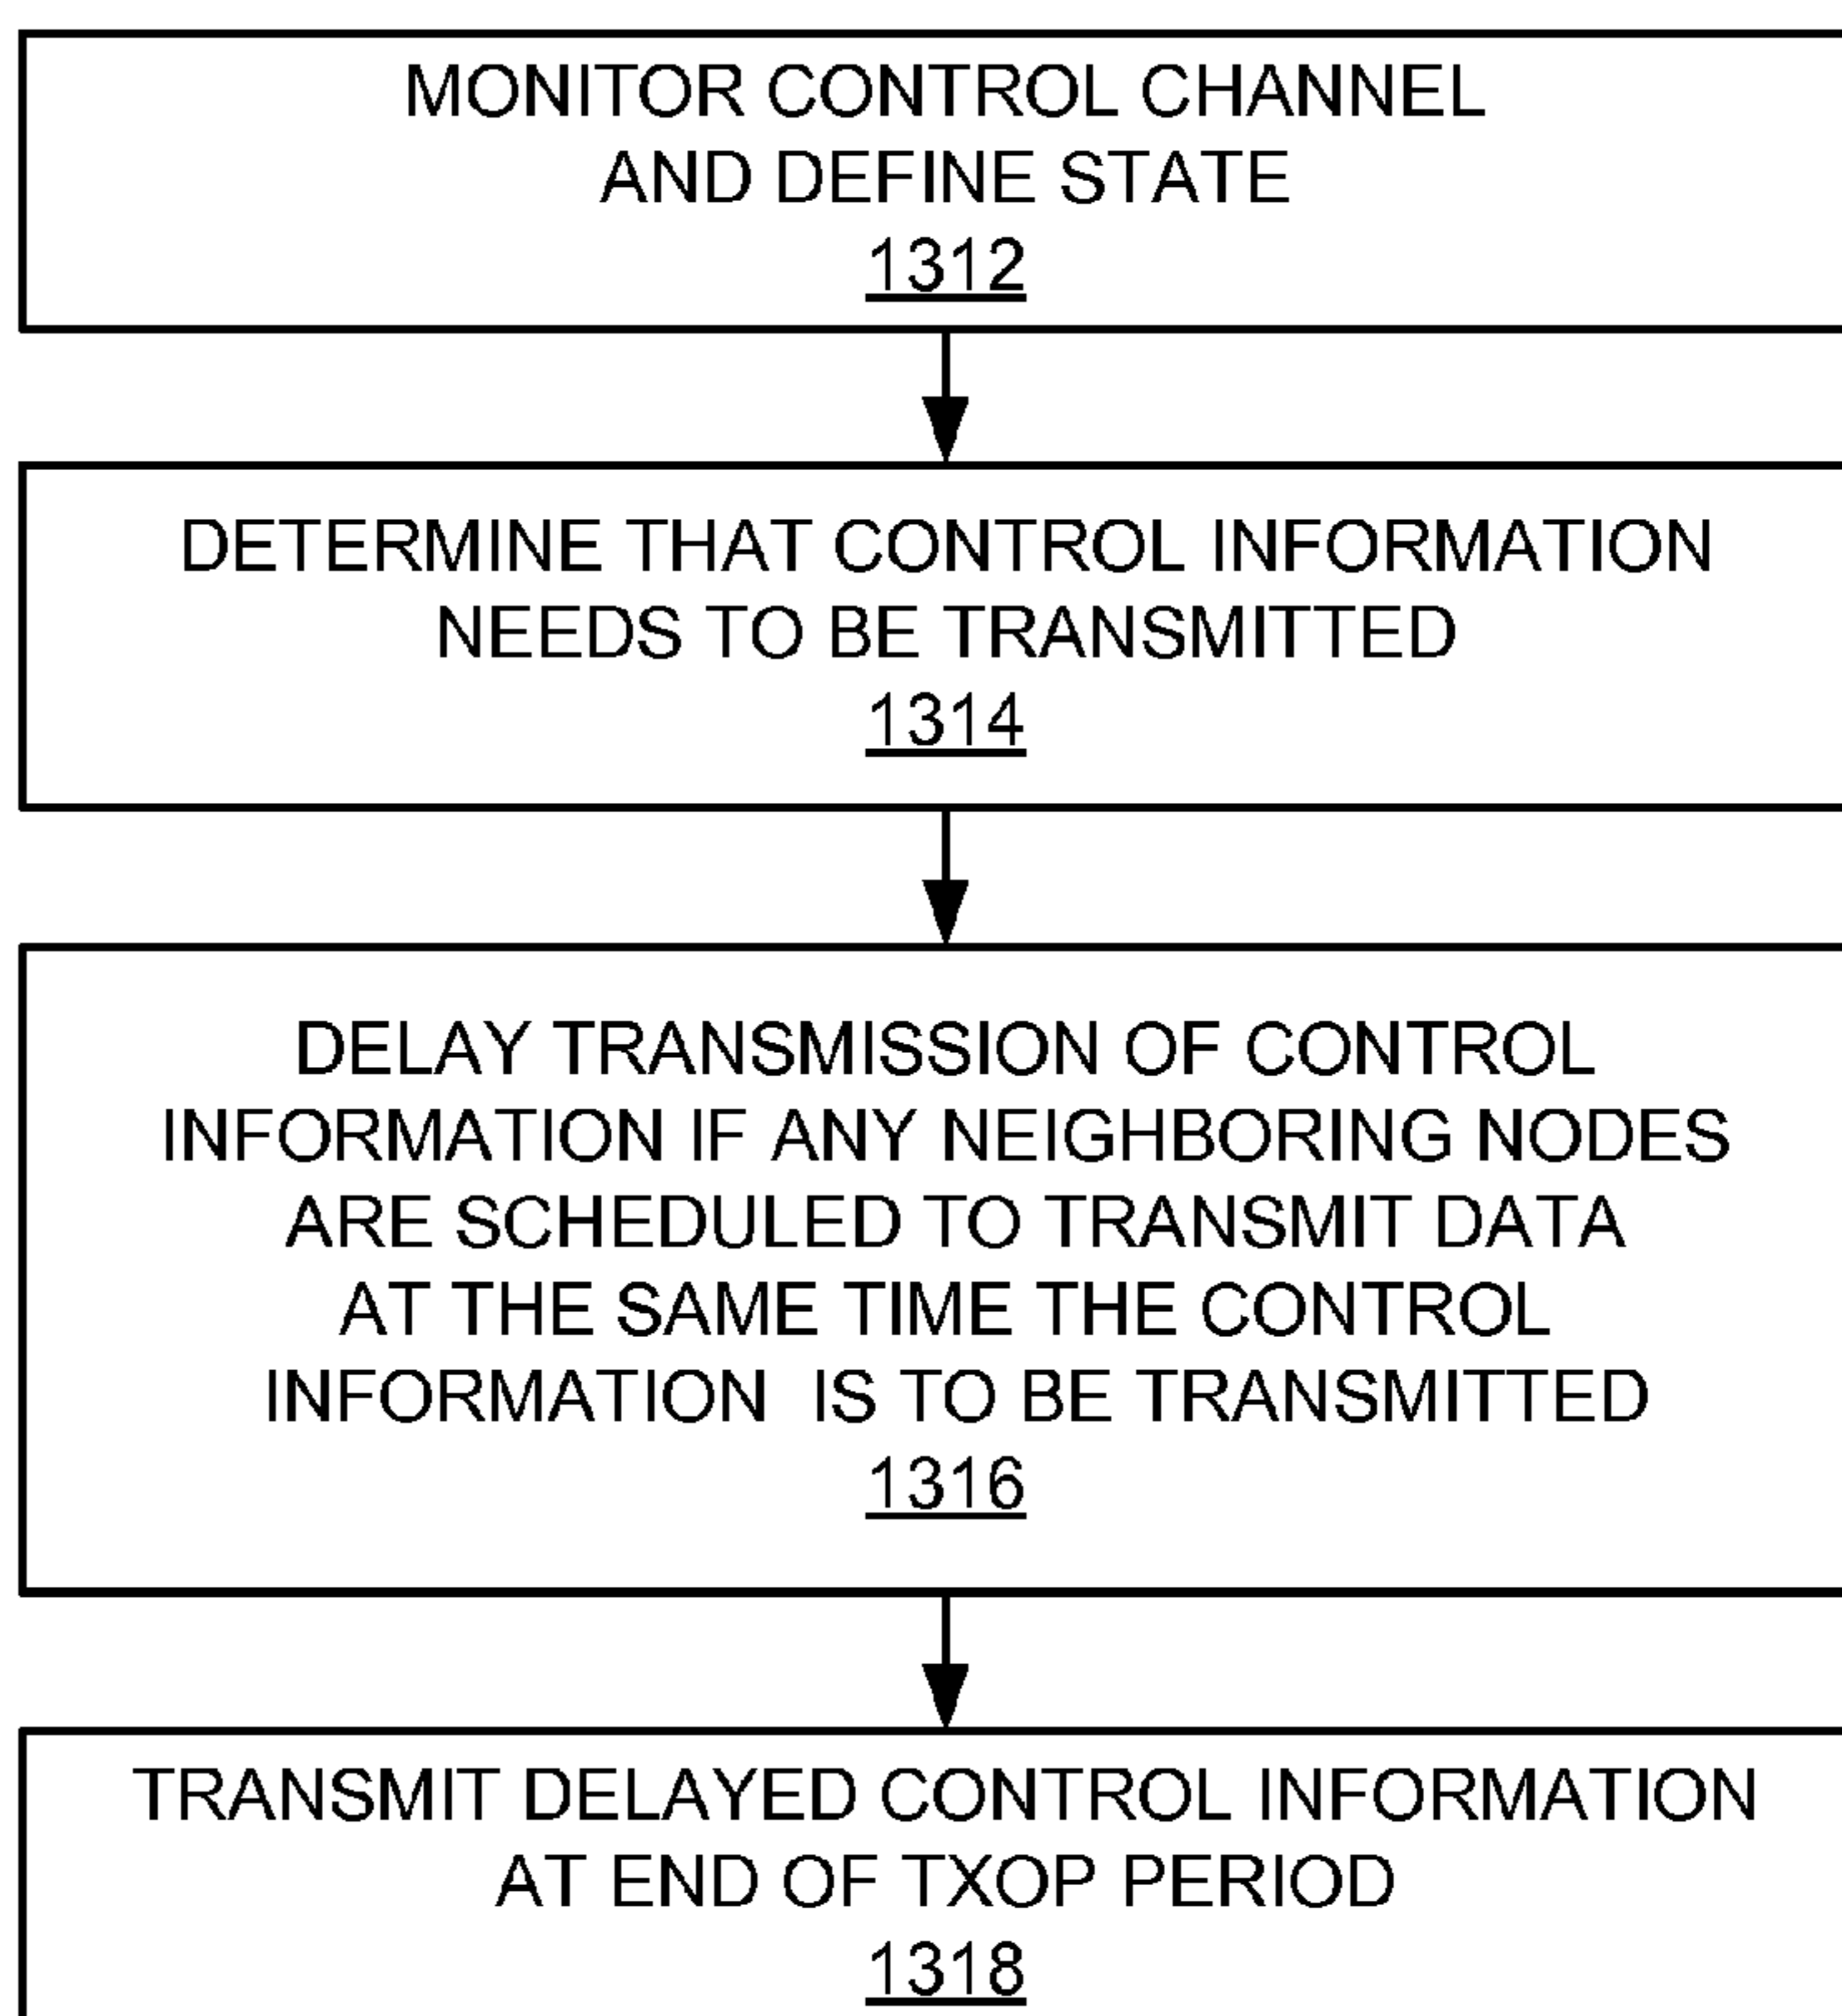 MONITOR CONTROL CHANNEL
AND DEFINE STATE
1312
DETERMINE THAT CONTROL INFORMATION
NEEDS TO BE TRANSMITTED
1314
DELAY TRANSMISSION OF CONTROL
INFORMATION IF ANY NEIGHBORING NODES
ARE SCHEDULED TO TRANSMIT DATA
AT THE SAME TIME THE CONTROL
INFORMATION IS TO BE TRANSMITTED
1316
TRANSMIT DELAYED CONTROL INFORMATION
AT END OF TXOP PERIOD
1318